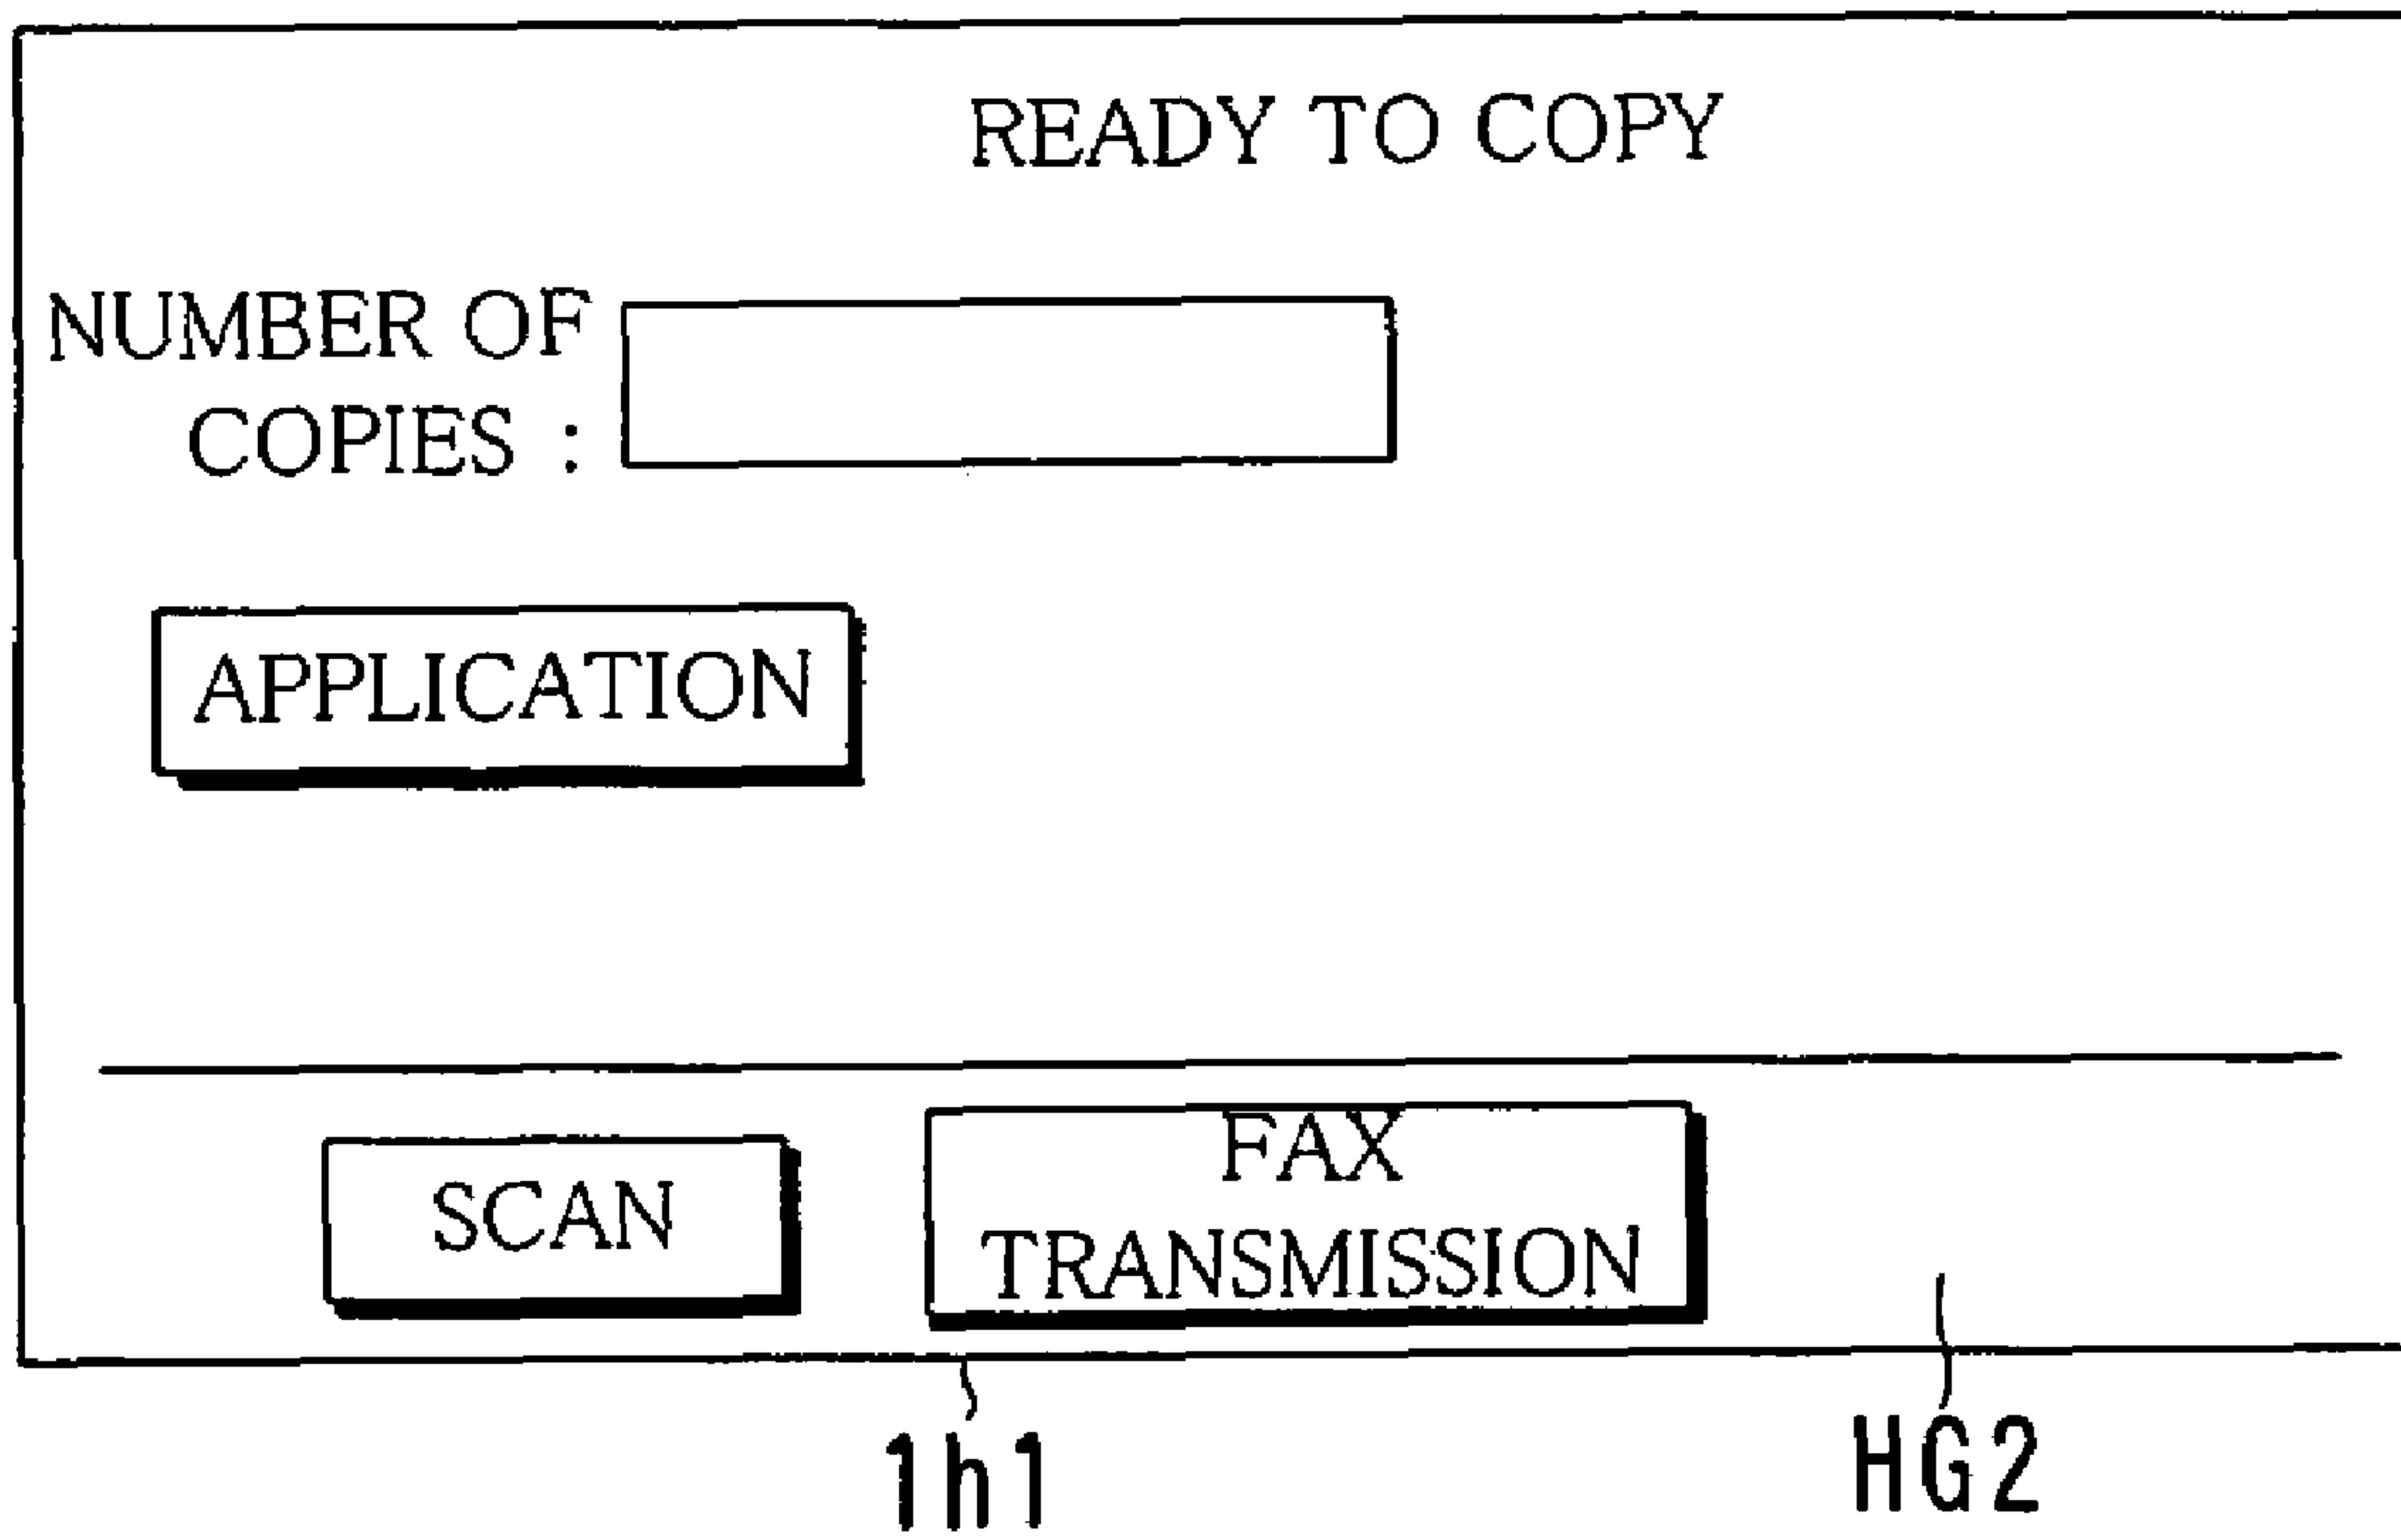 READY TO COPY
NUMBER OF
COPIES :
APPLICATION
SCAN
FAX
TRANSMISSION
1h1
HG2